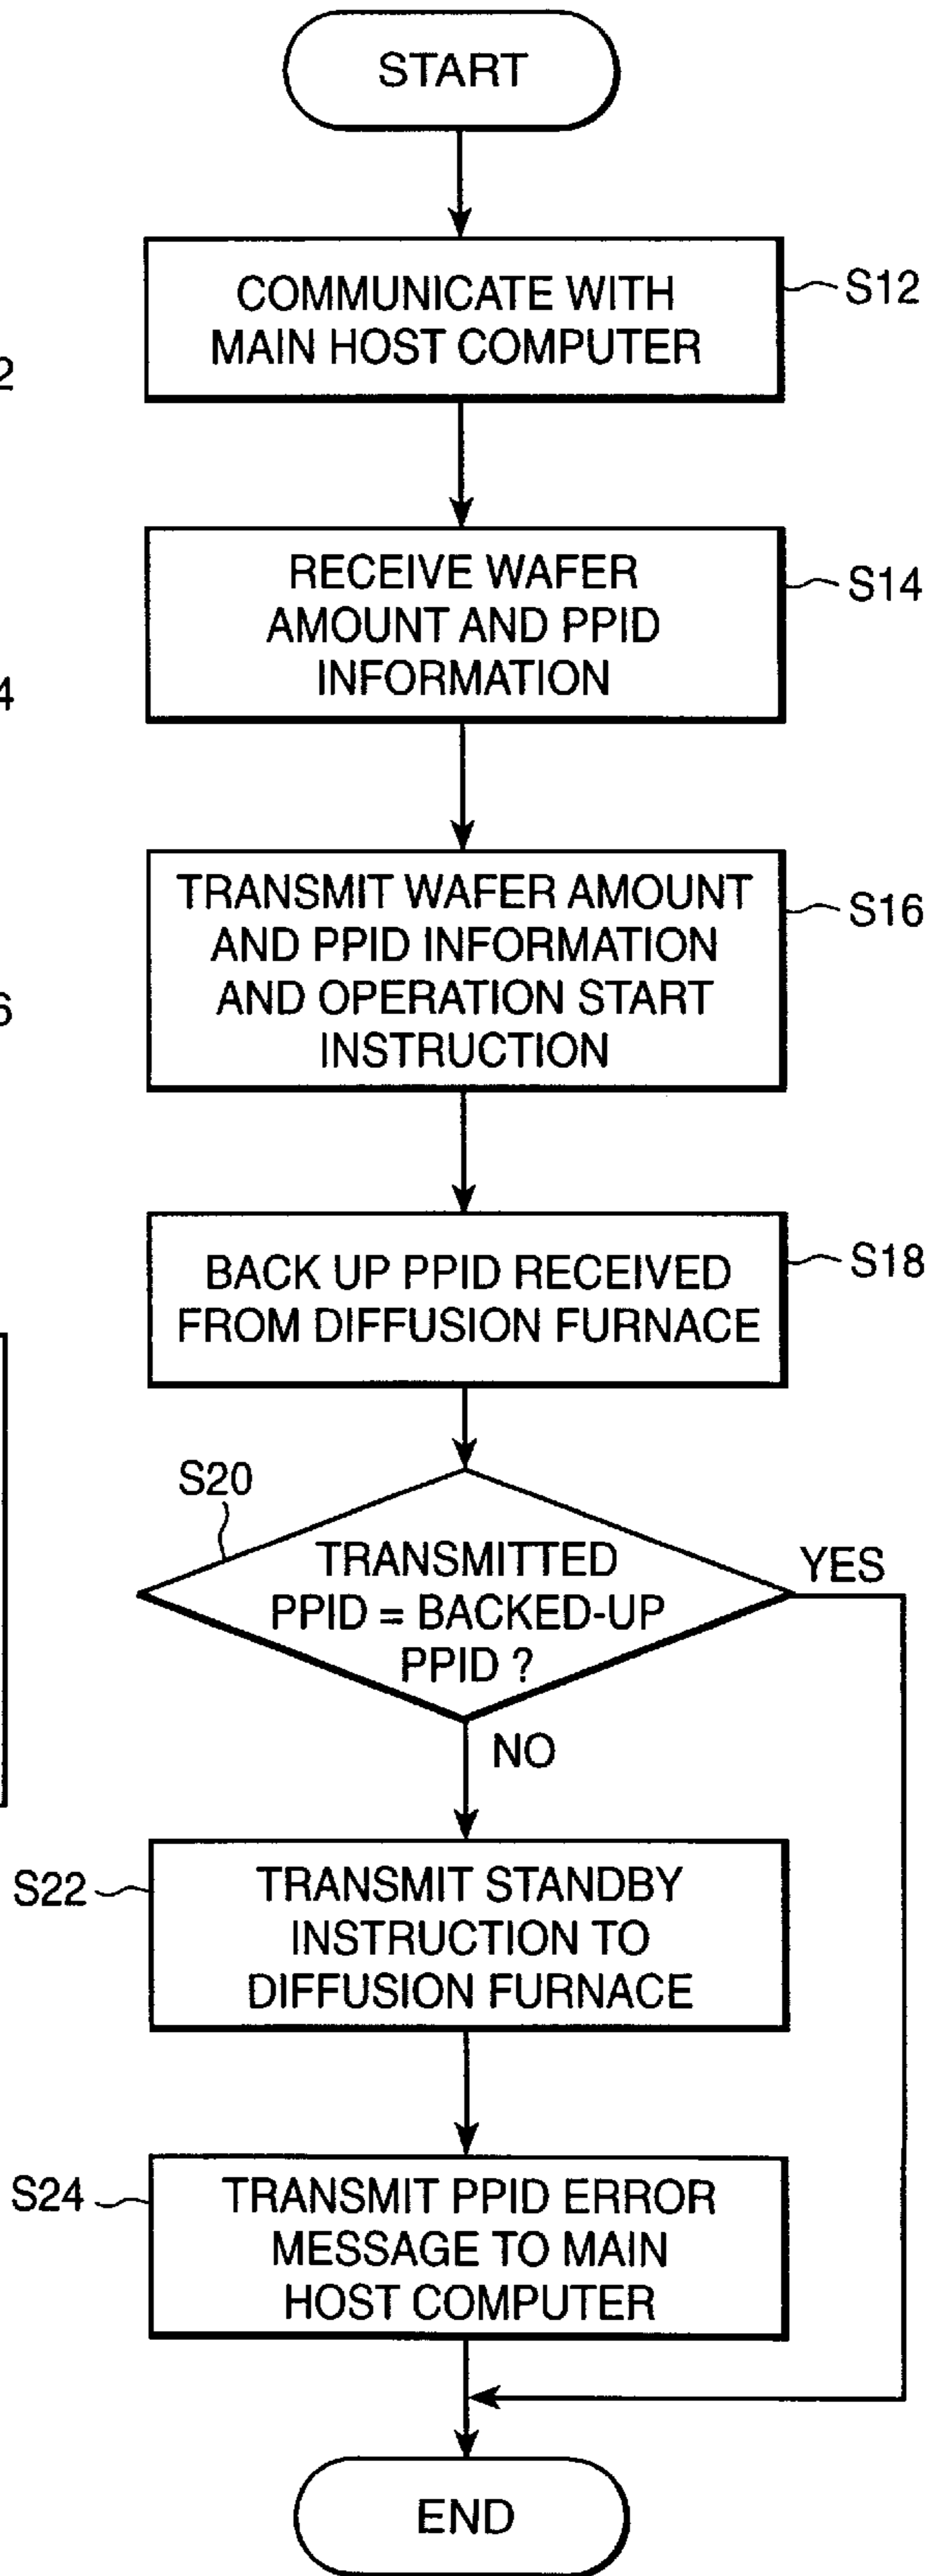 START
COMMUNICATE WITH
MAIN HOST COMPUTER
S12
2
RECEIVE WAFER
AMOUNT AND PPID
INFORMATION
S14
4
TRANSMIT WAFER AMOUNT
AND PPID INFORMATION
AND OPERATION START
INSTRUCTION
S16
6
BACK UP PPID RECEIVED
FROM DIFFUSION FURNACE
S18
S20
TRANSMITTED
PPID = BACKED-UP
PPID ?
YES
NO
S22
TRANSMIT STANDBY
INSTRUCTION TO
DIFFUSION FURNACE
S24
TRANSMIT PPID ERROR
MESSAGE TO MAIN
HOST COMPUTER
END